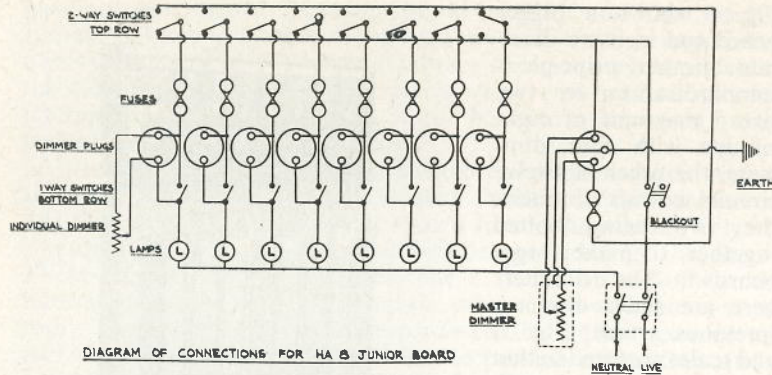 2-WAY SWITCHES
TOP ROW
FUSES
DIMMER PLUGS
1 WAY SWITCHES
BOTTOM ROW
INDIVIDUAL DIMMER
LAMPS
L L L L L L L L
EARTH
BLACKOUT
MASTER
DIMMER
DIAGRAM OF CONNECTIONS FOR HA 8 JUNIOR BOARD
NEUTRAL LIVE